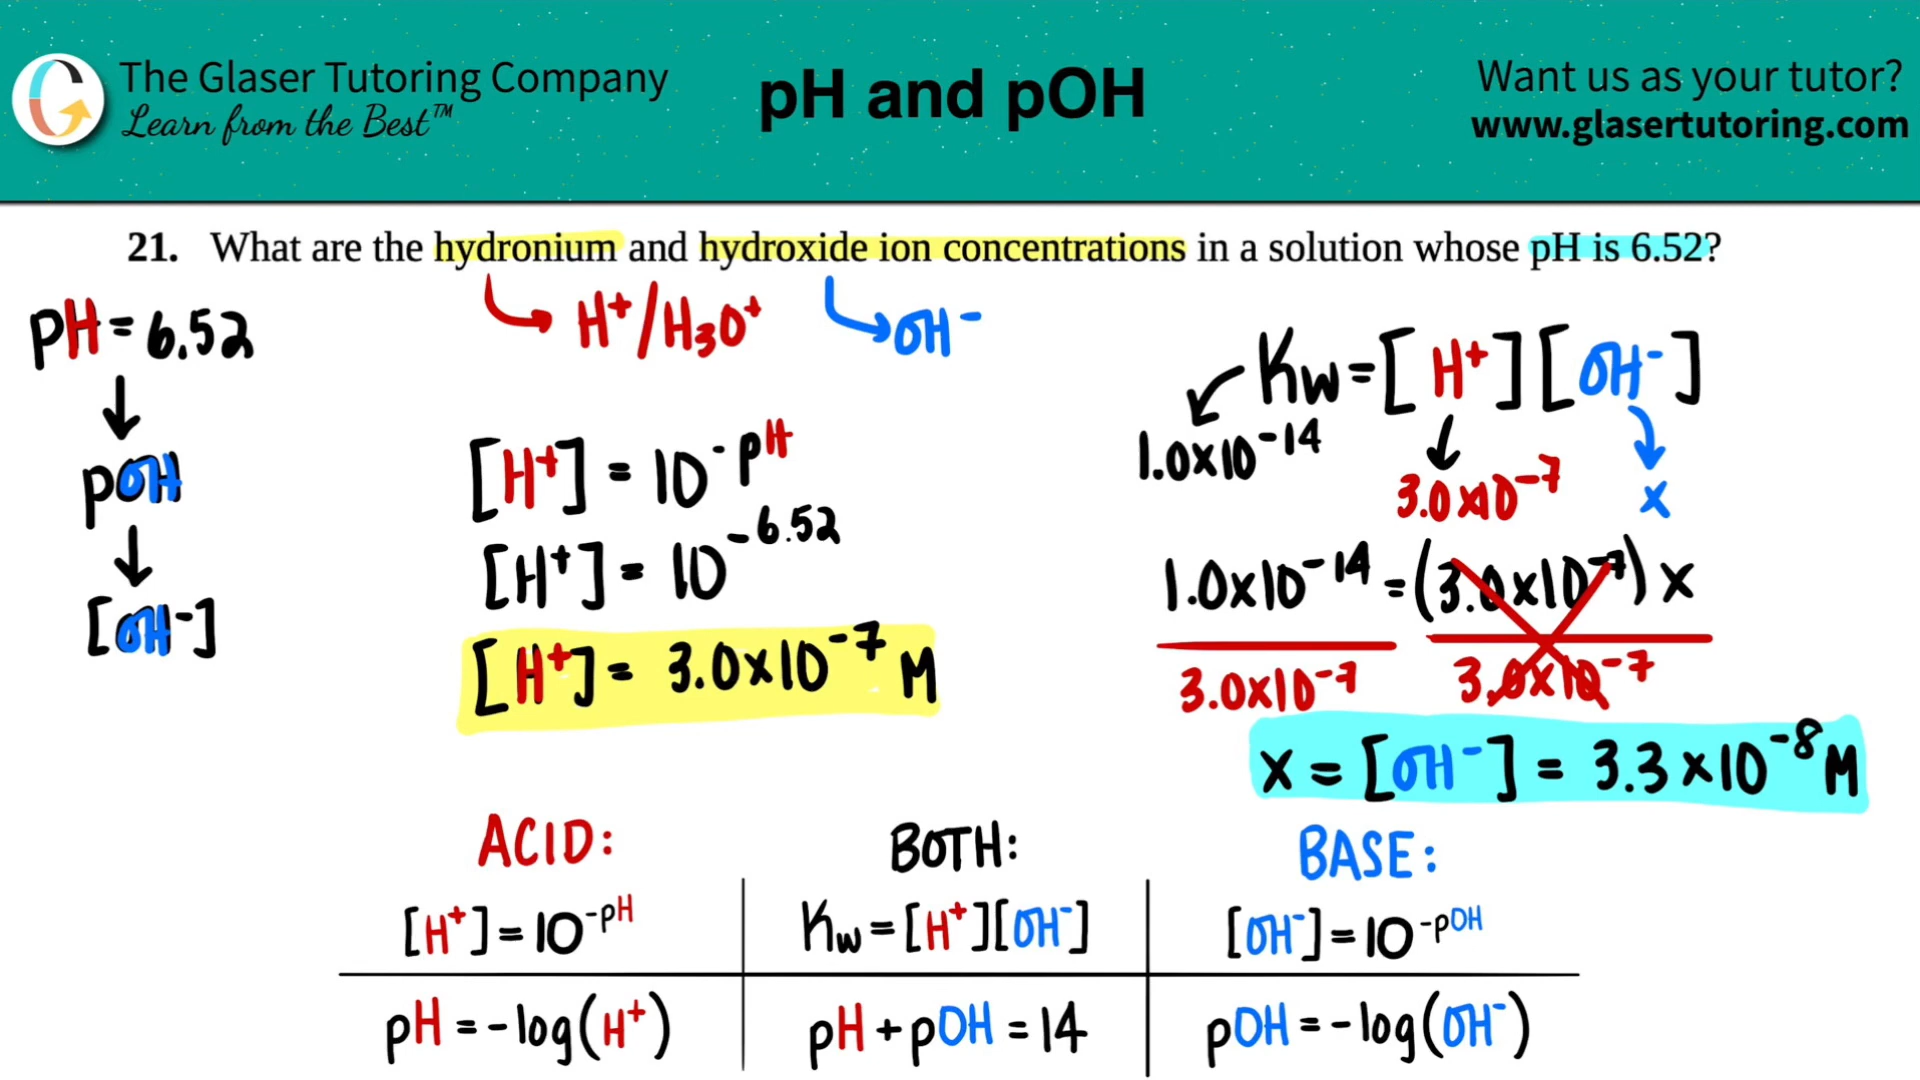 The Glaser Tutoring Company
Learn from the Best™
pH and pOH
Want us as your tutor?
www.glasertutoring.com
21. What are the hydronium and hydroxide ion concentrations in a solution whose pH is 6.52?
H⁺/H₃O⁺
OH⁻
pH = 6.52
pOH
[OH⁻]
[H⁺] = 10^-pH
[H⁺] = 10^-6.52
[H⁺] = 3.0x10⁻⁷ M
Kw = [H⁺][OH⁻]
1.0x10⁻¹⁴
3.0x10⁻⁷
x
1.0x10⁻¹⁴ = (3.0x10⁻⁷) x
3.0x10⁻⁷ 3.0x10⁻⁷
x = [OH⁻] = 3.3 x10⁻⁸ M
ACID: BOTH: BASE:
[H⁺] = 10^-pH Kw = [H⁺][OH⁻] [OH⁻] = 10^-pOH
pH = -log(H⁺) pH + pOH = 14 pOH = -log(OH⁻)